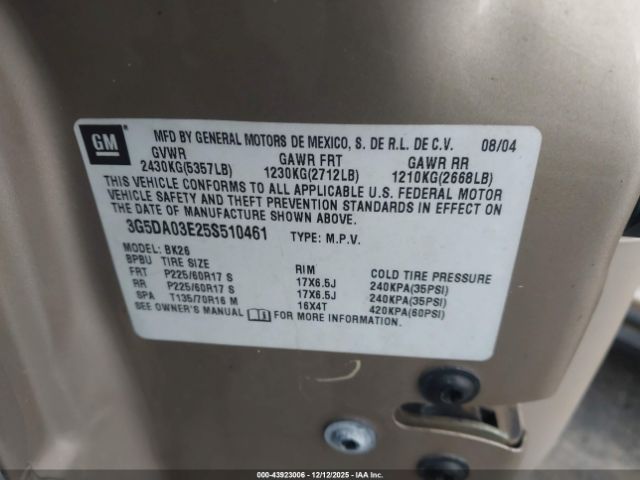 GM
MFD BY GENERAL MOTORS DE MEXICO, S. DE R.L. DE C.V. 08/04
GVWR GAWR FRT GAWR RR
2430KG(5357LB) 1230KG(2712LB) 1210KG(2668LB)
THIS VEHICLE CONFORMS TO ALL APPLICABLE U.S. FEDERAL MOTOR
VEHICLE SAFETY AND THEFT PREVENTION STANDARDS IN EFFECT ON
THE DATE OF MANUFACTURE SHOWN ABOVE.
3G5DA03E25S510461 TYPE: M.P.V.
MODEL: BK26
BPBU TIRE SIZE RIM COLD TIRE PRESSURE
FRT P225/60R17 S 17X6.5J 240KPA(35PSI)
RR P225/60R17 S 17X6.5J 240KPA(35PSI)
SPA T135/70R16 M 16X4T 420KPA(60PSI)
SEE OWNER'S MANUAL FOR MORE INFORMATION.
000-43923006 - 12/12/2025 - IAAI.com